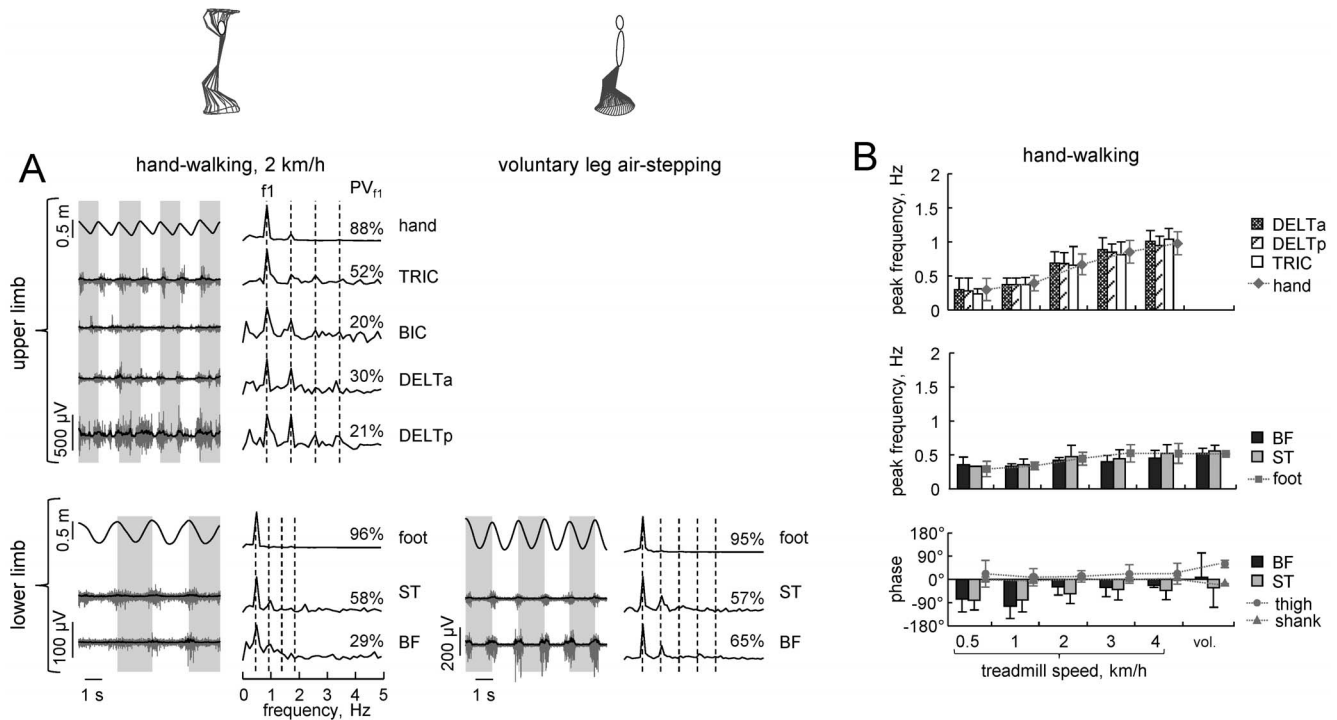 A
hand-walking, 2 km/h
voluntary leg air-stepping
f1
PVf1
upper limb
0.5 m
88%
hand
52%
TRIC
20%
BIC
30%
DELTa
500 µV
21%
DELTp
lower limb
0.5 m
96%
foot
58%
ST
100 µV
29%
BF
1 s
0 1 2 3 4 5
frequency, Hz
95%
foot
57%
ST
200 µV
65%
BF
1 s
B
hand-walking
peak frequency, Hz
2
1.5
1
0.5
0
DELTa
DELTp
TRIC
hand
peak frequency, Hz
2
1.5
1
0.5
0
BF
ST
foot
phase
180°
90°
0°
-90°
-180°
BF
ST
thigh
shank
0.5 1 2 3 4 vol.
treadmill speed, km/h